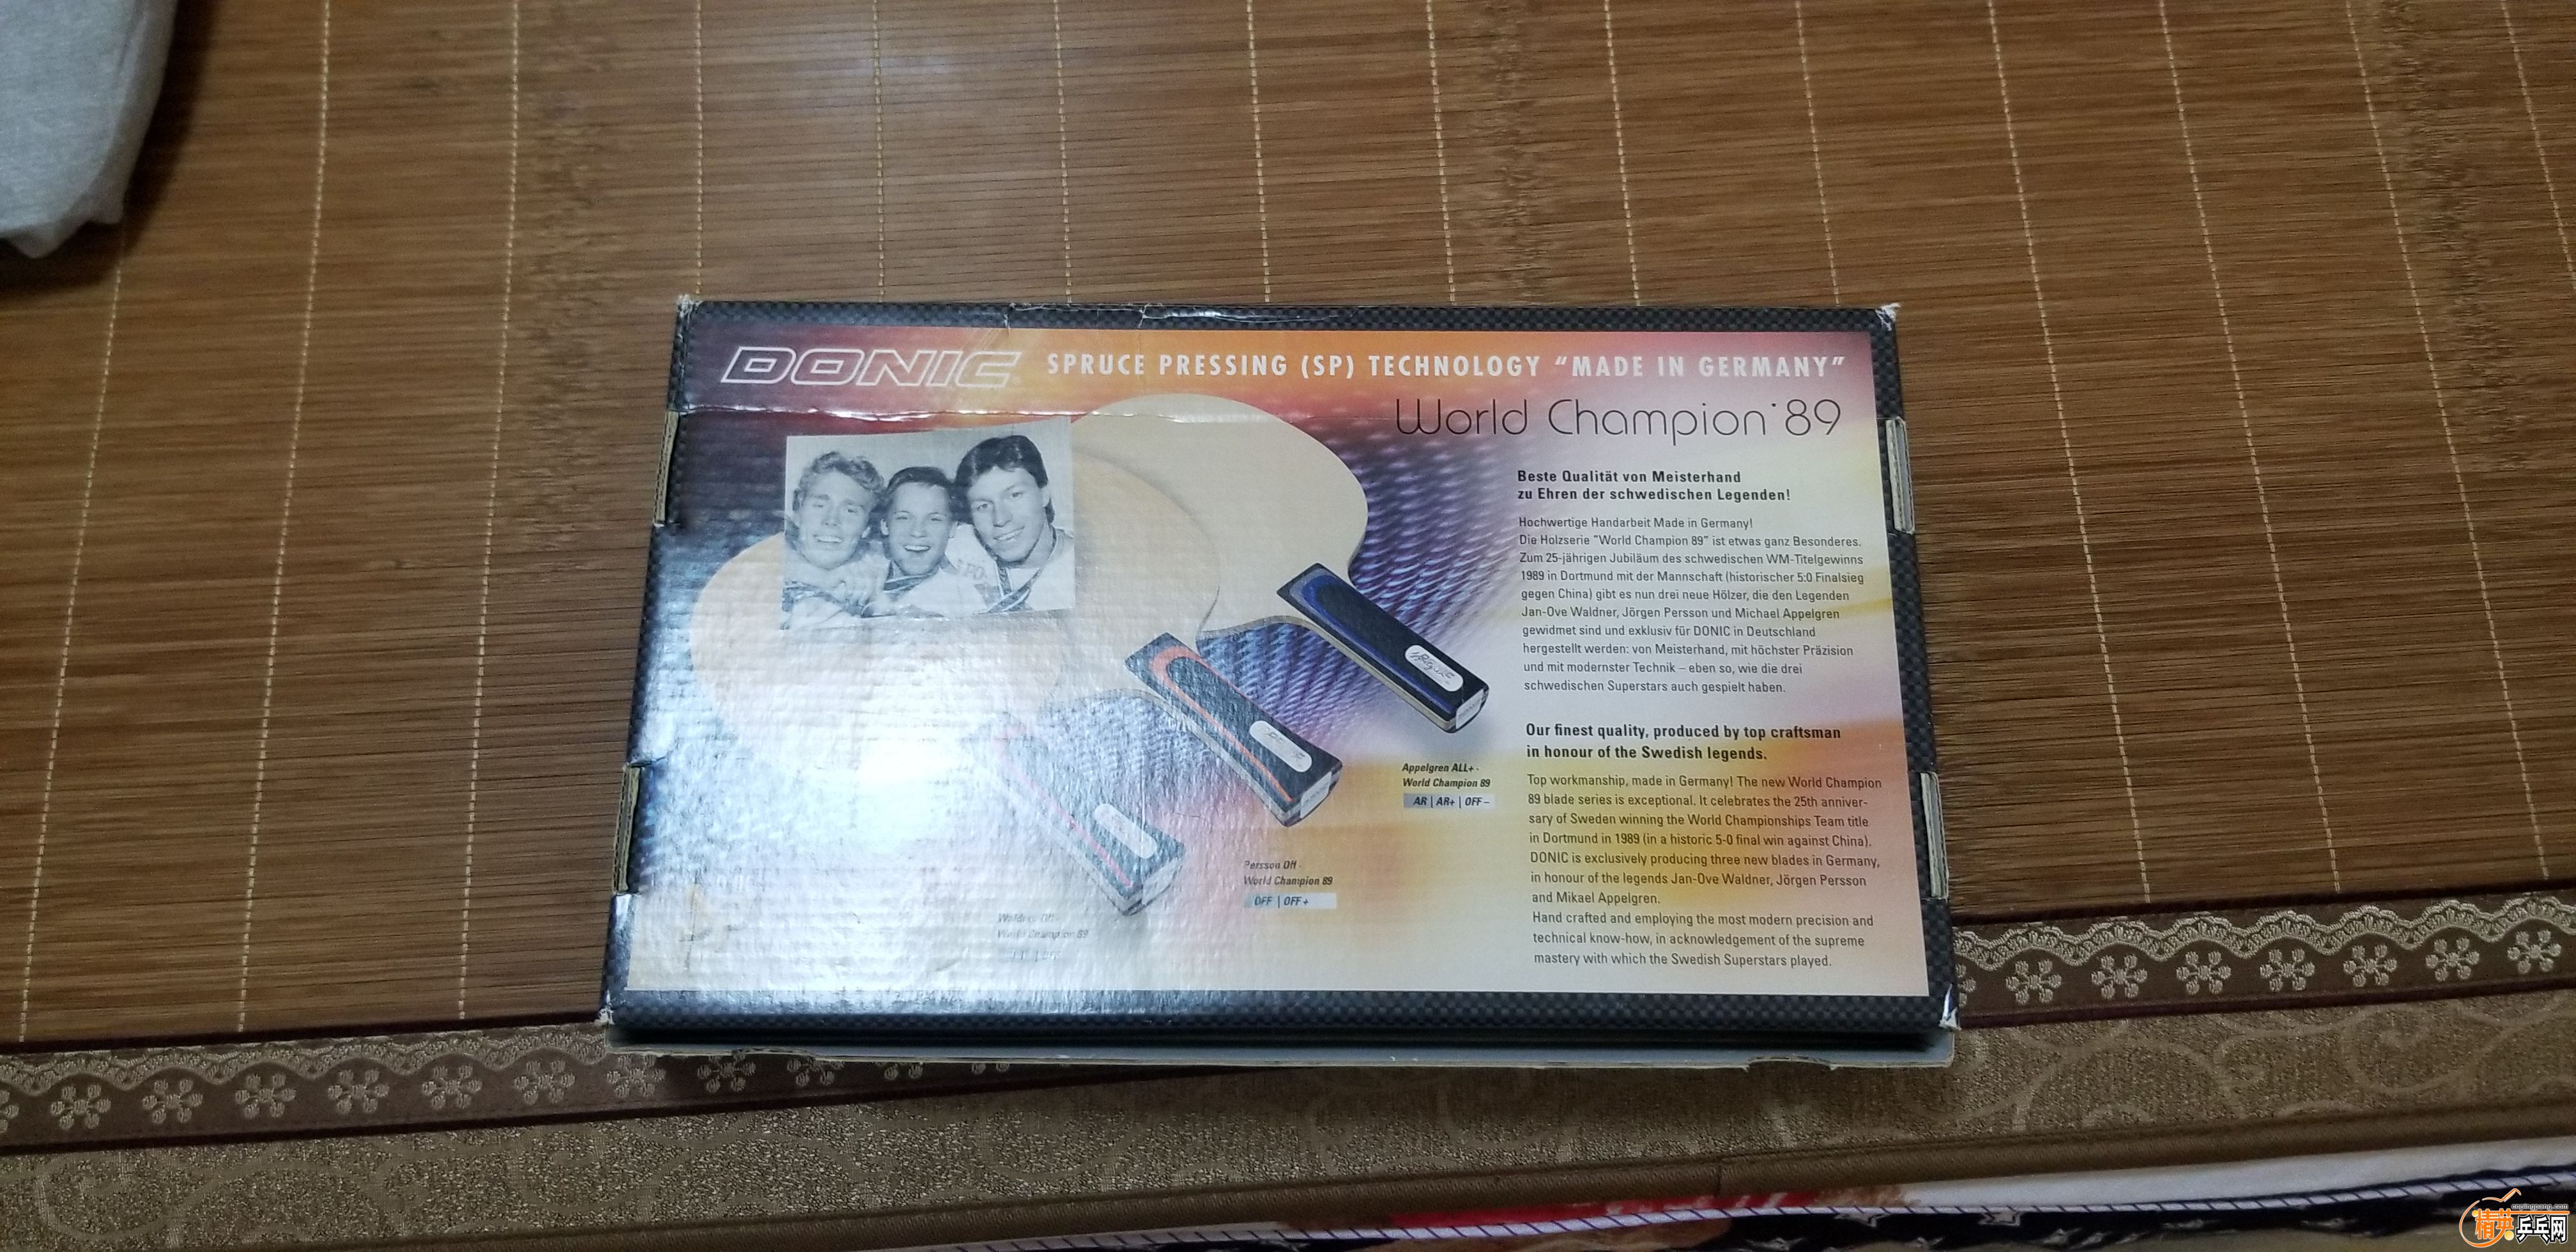 DONIC SPRUCE PRESSING (SP) TECHNOLOGY “MADE IN GERMANY”
World Champion '89
Beste Qualität von Meisterhand
zu Ehren der schwedischen Legenden!
Hochwertige Handarbeit Made in Germany!
Die Holzserie "World Champion 89" ist etwas ganz Besonderes.
Zum 25-jährigen Jubiläum des schwedischen WM-Titelgewinns
1989 in Dortmund mit der Mannschaft (historischer 5:0 Finalsieg
gegen China) gibt es nun drei neue Hölzer, die den Legenden
Jan-Ove Waldner, Jörgen Persson und Michael Appelgren
gewidmet sind und exklusiv für DONIC in Deutschland
hergestellt werden: von Meisterhand, mit höchster Präzision
und mit modernster Technik – eben so, wie die drei
schwedischen Superstars auch gespielt haben.
Our finest quality, produced by top craftsman
in honour of the Swedish legends.
Top workmanship, made in Germany! The new World Champion
89 blade series is exceptional. It celebrates the 25th anniver-
sary of Sweden winning the World Championships Team title
in Dortmund in 1989 (in a historic 5-0 final win against China).
DONIC is exclusively producing three new blades in Germany,
in honour of the legends Jan-Ove Waldner, Jörgen Persson
and Mikael Appelgren.
Hand crafted and employing the most modern precision and
technical know-how, in acknowledgement of the supreme
mastery with which the Swedish Superstars played.
Appelgren ALL+ -
World Champion 89
AR | AR+ | OFF –
Persson Off -
World Champion 89
OFF | OFF +
World Champion 89
精英乒乓网